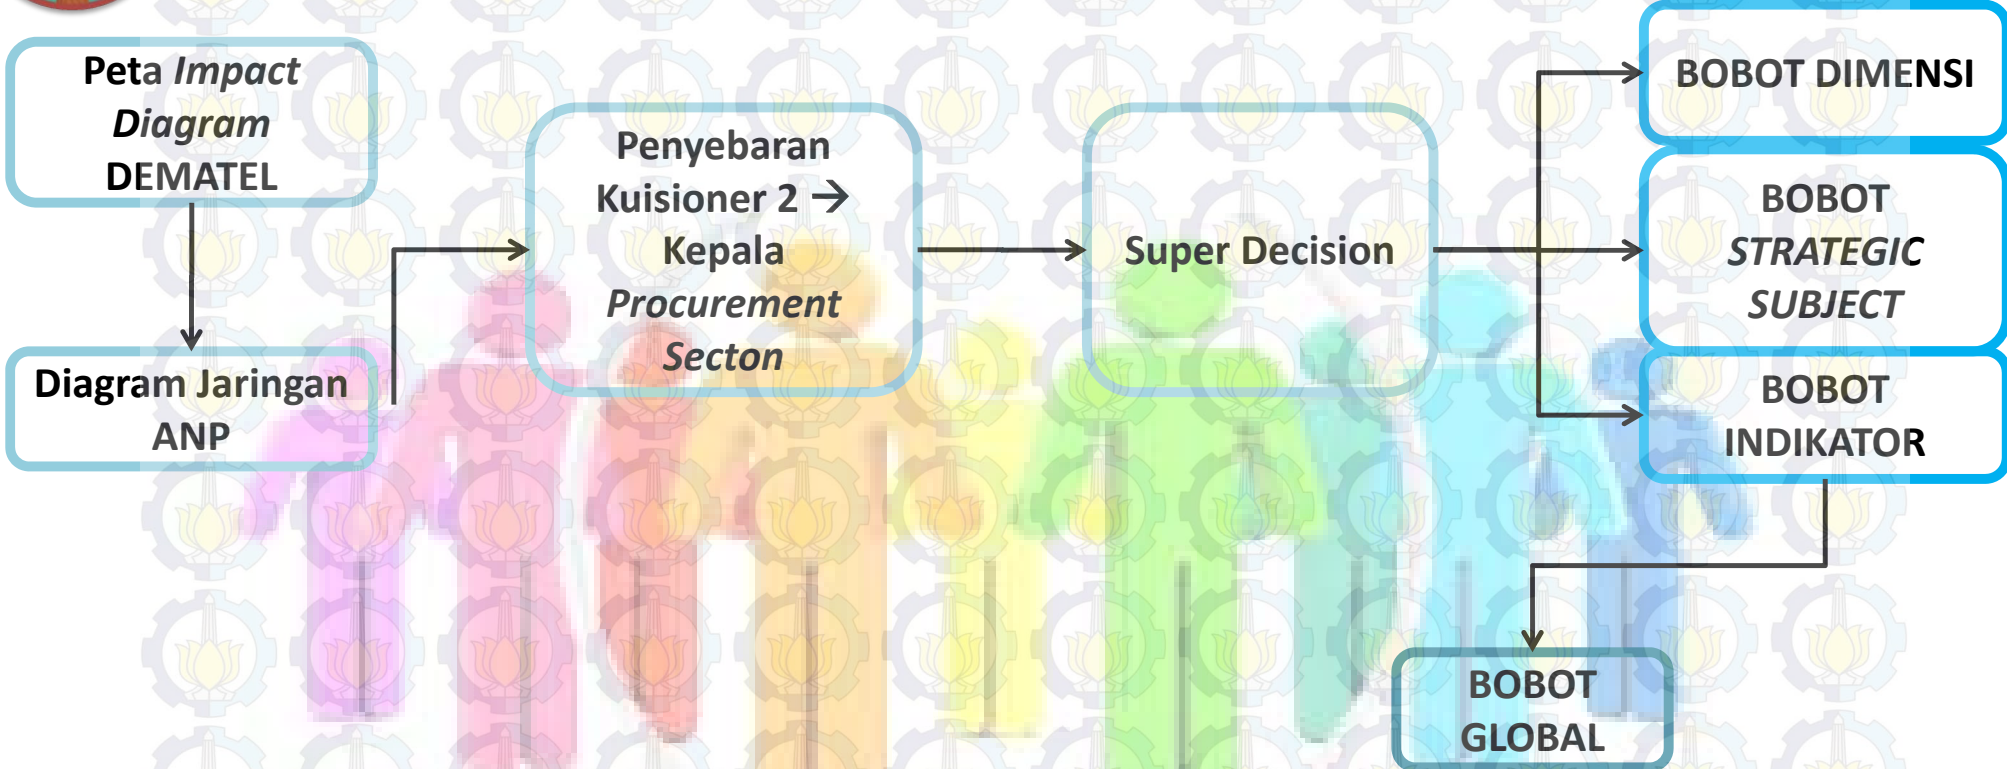 Peta Impact
Diagram
DEMATEL
Diagram Jaringan
ANP
Penyebaran
Kuisioner 2 →
Kepala
Procurement
Secton
Super Decision
BOBOT DIMENSI
BOBOT
STRATEGIC
SUBJECT
BOBOT
INDIKATOR
BOBOT
GLOBAL